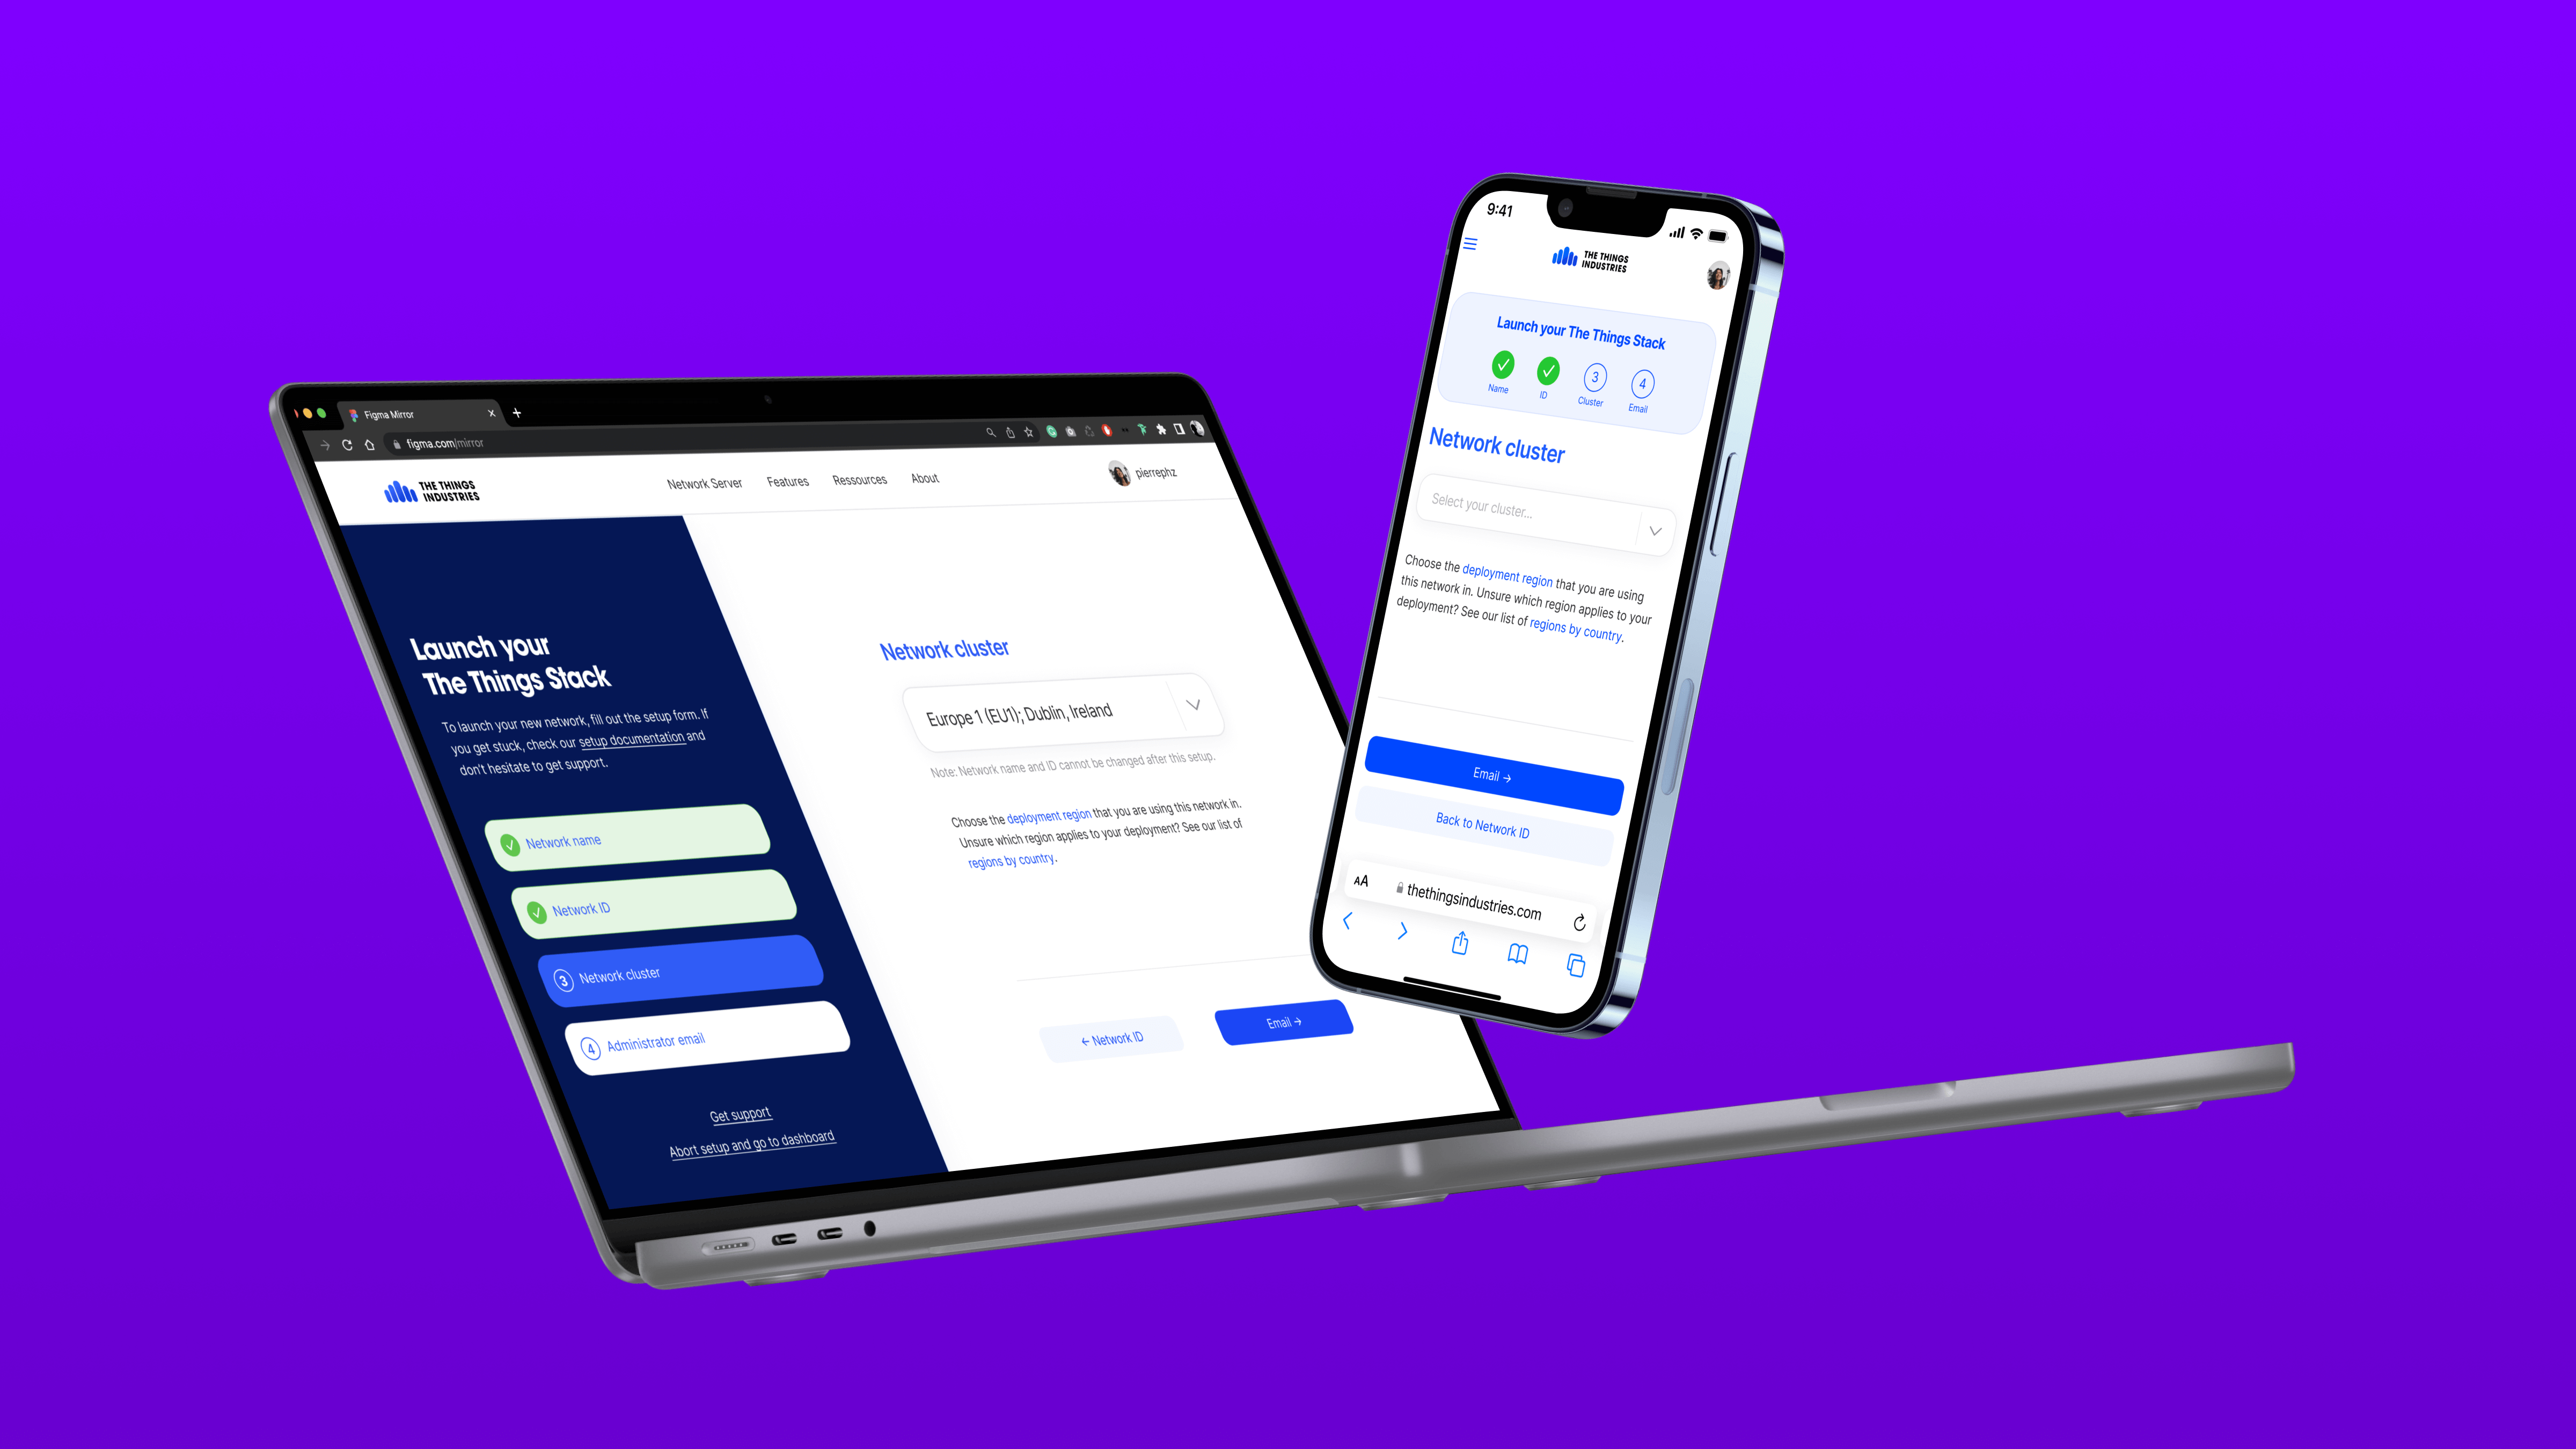 Figma Mirror
figma.com/mirror
THE THINGS
INDUSTRIES
Network Server
Features
Ressources
About
pierrephz
Launch your
The Things Stack
To launch your new network, fill out the setup form. If
you get stuck, check our setup documentation and
don't hesitate to get support.
Network name
Network ID
3 Network cluster
4 Administrator email
Get support
Abort setup and go to dashboard
Network cluster
Europe 1 (EU1); Dublin, Ireland
Note: Network name and ID cannot be changed after this setup.
Choose the deployment region that you are using this network in.
Unsure which region applies to your deployment? See our list of
regions by country.
← Network ID
Email →
9:41
THE THINGS
INDUSTRIES
Launch your The Things Stack
3
4
Name
ID
Cluster
Email
Network cluster
Select your cluster...
Choose the deployment region that you are using
this network in. Unsure which region applies to your
deployment? See our list of regions by country.
Email →
Back to Network ID
AA
thethingsindustries.com